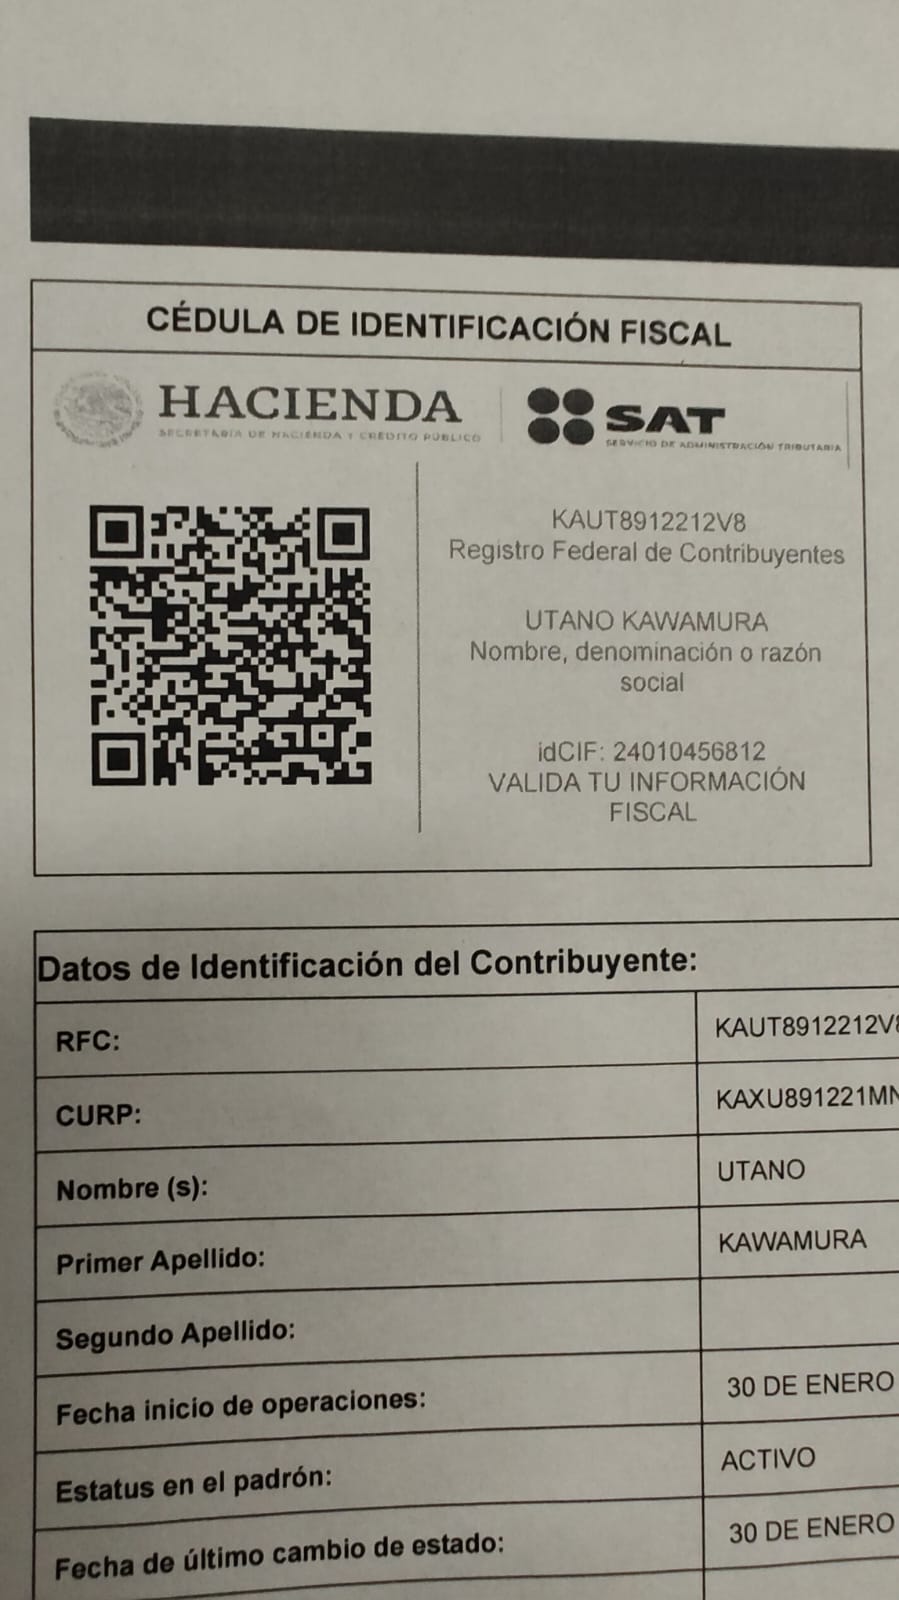 CÉDULA DE IDENTIFICACIÓN FISCAL
HACIENDA
SECRETARÍA DE HACIENDA Y CRÉDITO PÚBLICO
SAT
SERVICIO DE ADMINISTRACIÓN TRIBUTARIA
KAUT8912212V8
Registro Federal de Contribuyentes
UTANO KAWAMURA
Nombre, denominación o razón
social
idCIF: 24010456812
VALIDA TU INFORMACIÓN
FISCAL
Datos de Identificación del Contribuyente:
RFC: KAUT8912212V8
CURP: KAXU891221MN
Nombre (s): UTANO
Primer Apellido: KAWAMURA
Segundo Apellido:
Fecha inicio de operaciones: 30 DE ENERO
Estatus en el padrón: ACTIVO
Fecha de último cambio de estado: 30 DE ENERO